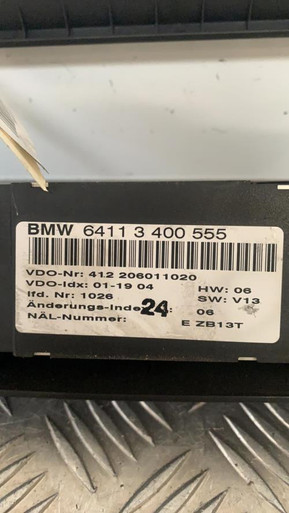 BMW 6411 3 400 555
VDO-Nr: 412 206011020
VDO-Idx: 01-19 04 HW: 06
lfd. Nr: 1026 SW: V13
Änderungs-Inde 24: 06
NÄL-Nummer: E ZB13T